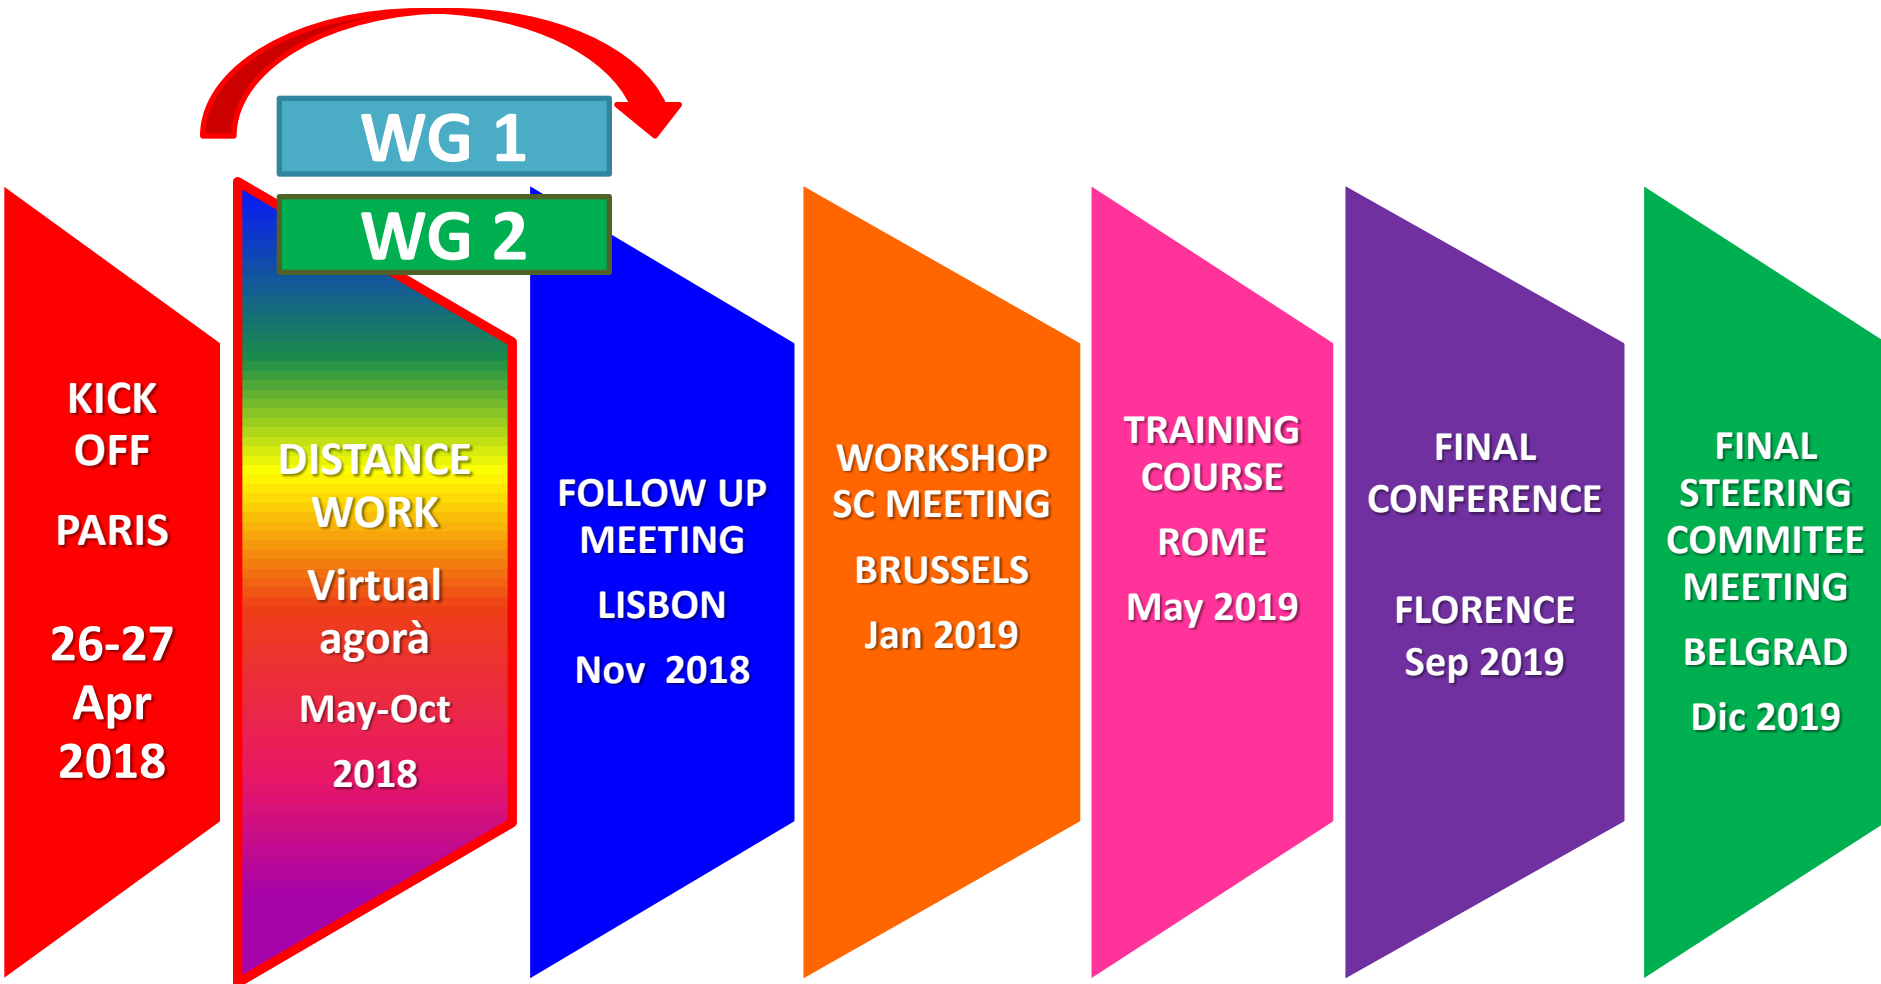 WG 1
WG 2
KICK
OFF
PARIS
26-27
Apr
2018
DISTANCE
WORK
Virtual
agorà
May-Oct
2018
FOLLOW UP
MEETING
LISBON
Nov  2018
WORKSHOP
SC MEETING
BRUSSELS
Jan 2019
TRAINING
COURSE
ROME
May 2019
FINAL
CONFERENCE
FLORENCE
Sep 2019
FINAL
STEERING
COMMITEE
MEETING
BELGRAD
Dic 2019